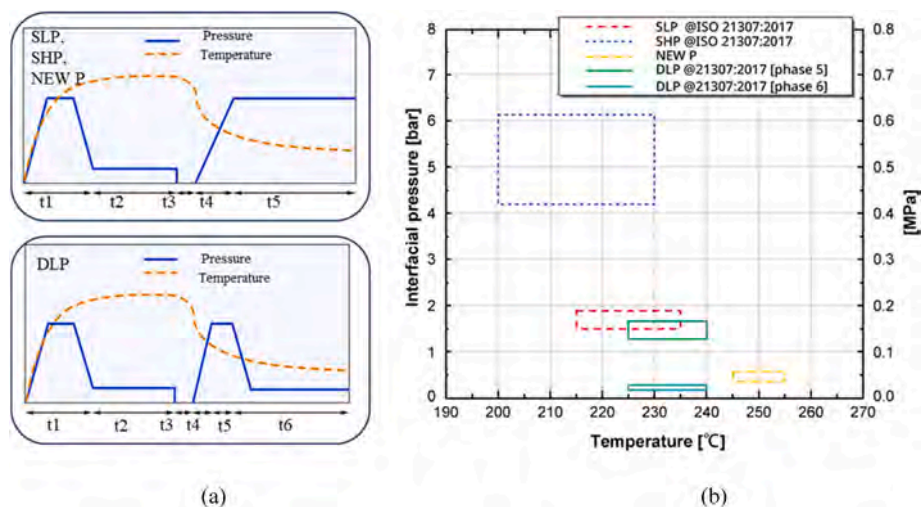 SLP,
SHP,
NEW P
Pressure
Temperature
t1 t2 t3 t4 t5
DLP
Pressure
Temperature
t1 t2 t3 t4 t5 t6
(a)
SLP @ISO 21307:2017
SHP @ISO 21307:2017
NEW P
DLP @21307:2017 [phase 5]
DLP @21307:2017 [phase 6]
Interfacial pressure [bar]
8
7
6
5
4
3
2
1
0
0.8
0.7
0.6
0.5
0.4
0.3
0.2
0.1
0.0
[MPa]
190 200 210 220 230 240 250 260 270
Temperature [℃]
(b)